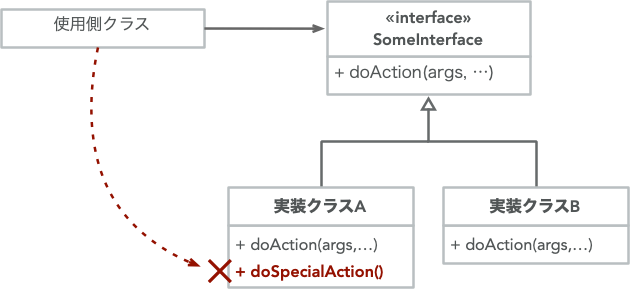 使用側クラス
«interface»
SomeInterface
+ doAction(args, …)
実装クラスA
+ doAction(args,…)
+ doSpecialAction()
実装クラスB
+ doAction(args,…)